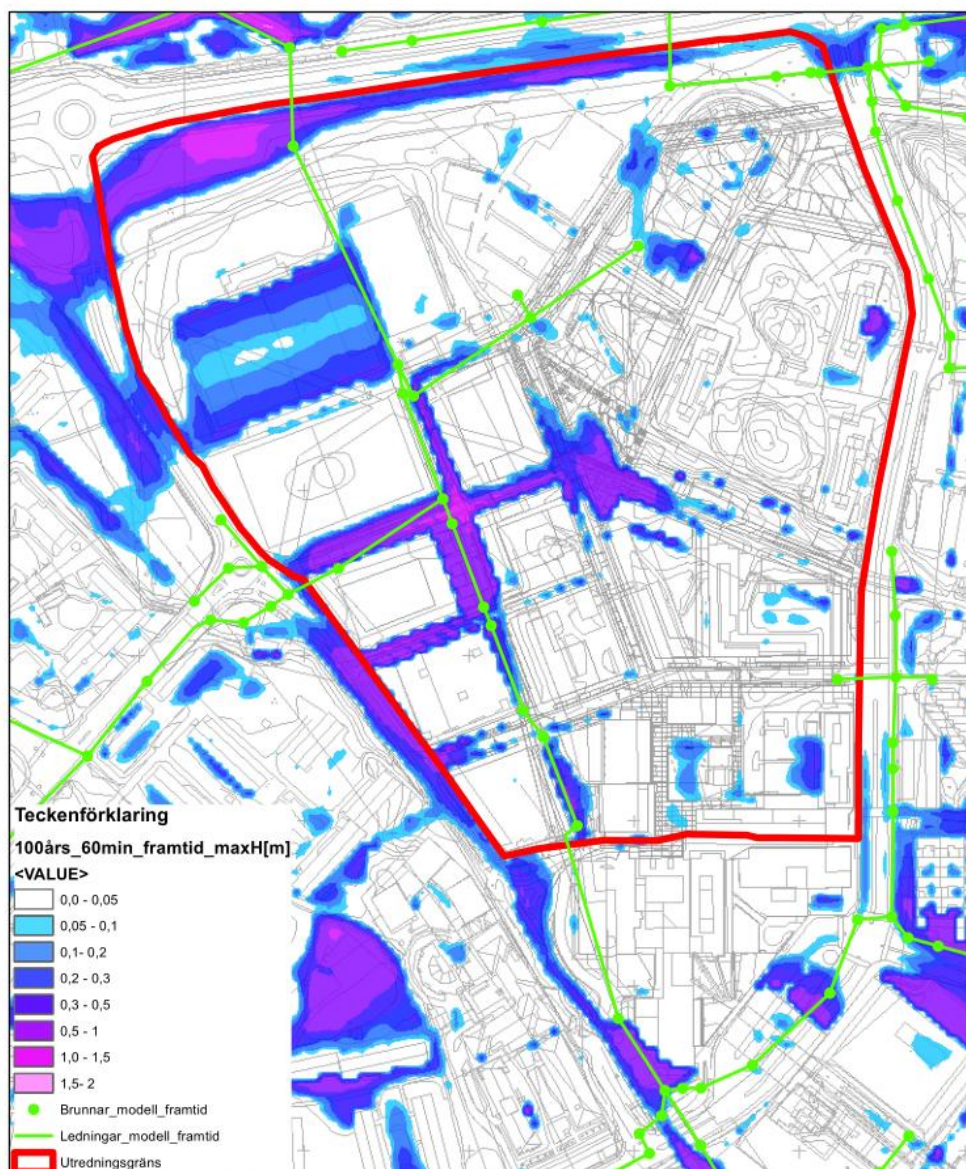 Teckenförklaring
100års_60min_framtid_maxH[m]
<VALUE>
0,0 - 0,05
0,05 - 0,1
0,1- 0,2
0,2 - 0,3
0,3 - 0,5
0,5 - 1
1,0 - 1,5
1,5- 2
Brunnar_modell_framtid
Ledningar_modell_framtid
Utredningsgräns